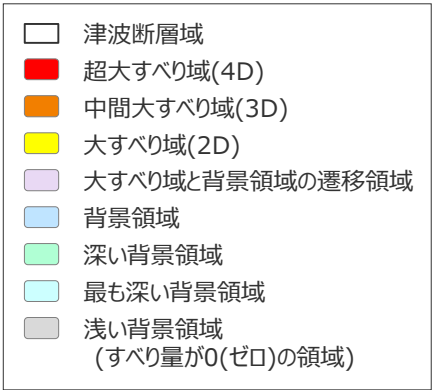 津波断層域
超大すべり域(4D)
中間大すべり域(3D)
大すべり域(2D)
大すべり域と背景領域の遷移領域
背景領域
深い背景領域
最も深い背景領域
浅い背景領域
(すべり量が0(ゼロ)の領域)